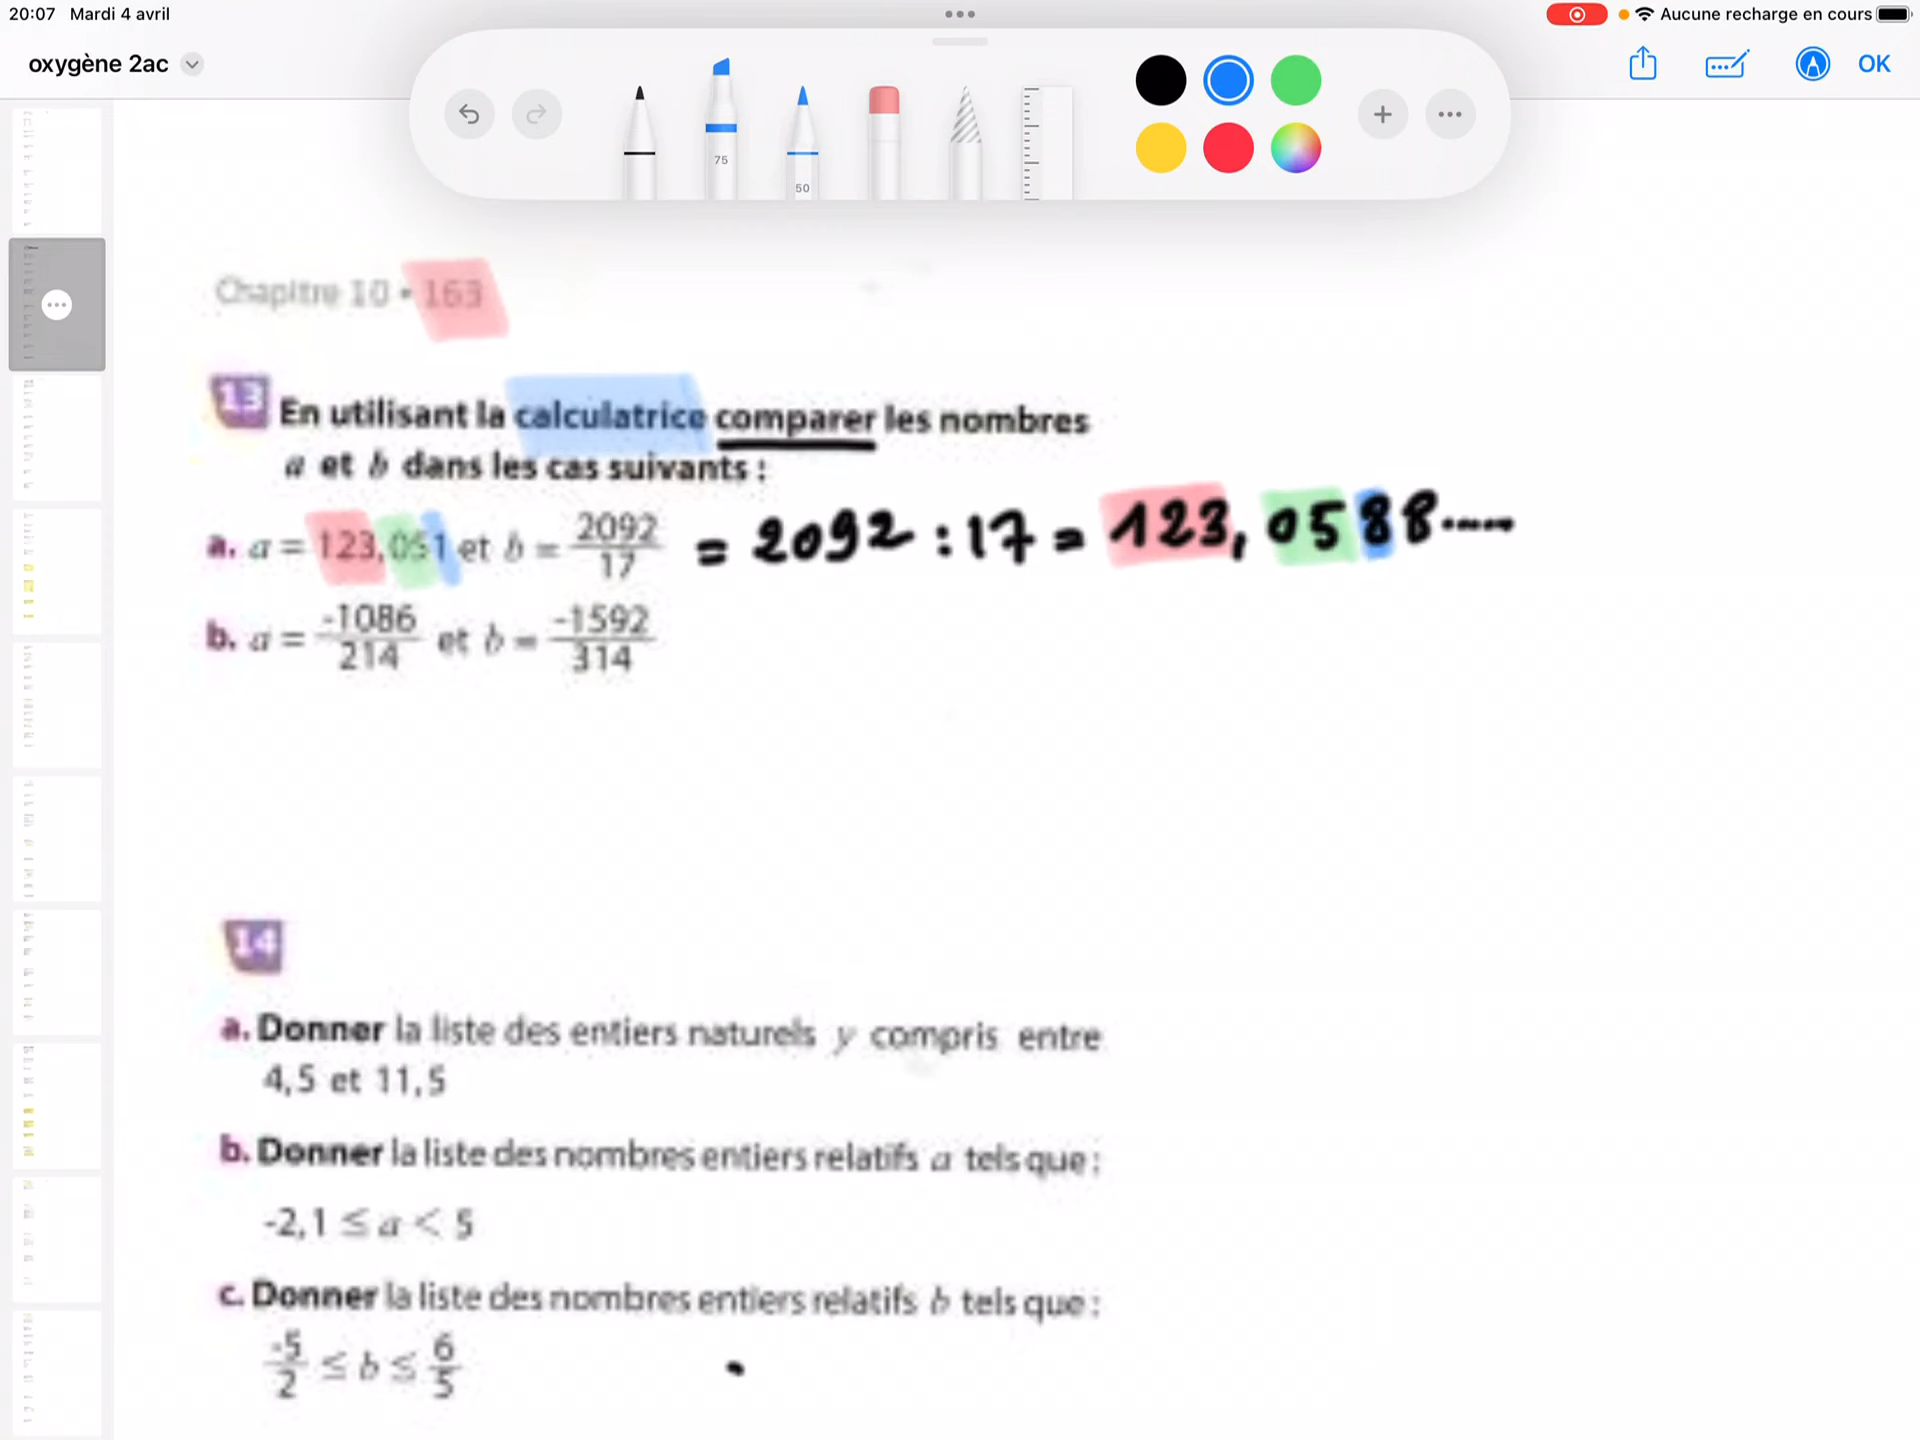 20:07 Mardi 4 avril
Aucune recharge en cours
oxygène 2ac
OK
75
50
Chapitre 10 • 163
13 En utilisant la calculatrice comparer les nombres
a et b dans les cas suivants :
a. a = 123,051 et b = 2092/17 = 2092 : 17 = 123, 0588....
b. a = -1086/214 et b = -1592/314
14
a. Donner la liste des entiers naturels y compris entre
4,5 et 11,5
b. Donner la liste des nombres entiers relatifs a tels que :
-2,1 ≤ a < 5
c. Donner la liste des nombres entiers relatifs b tels que :
-5/2 ≤ b ≤ 6/5